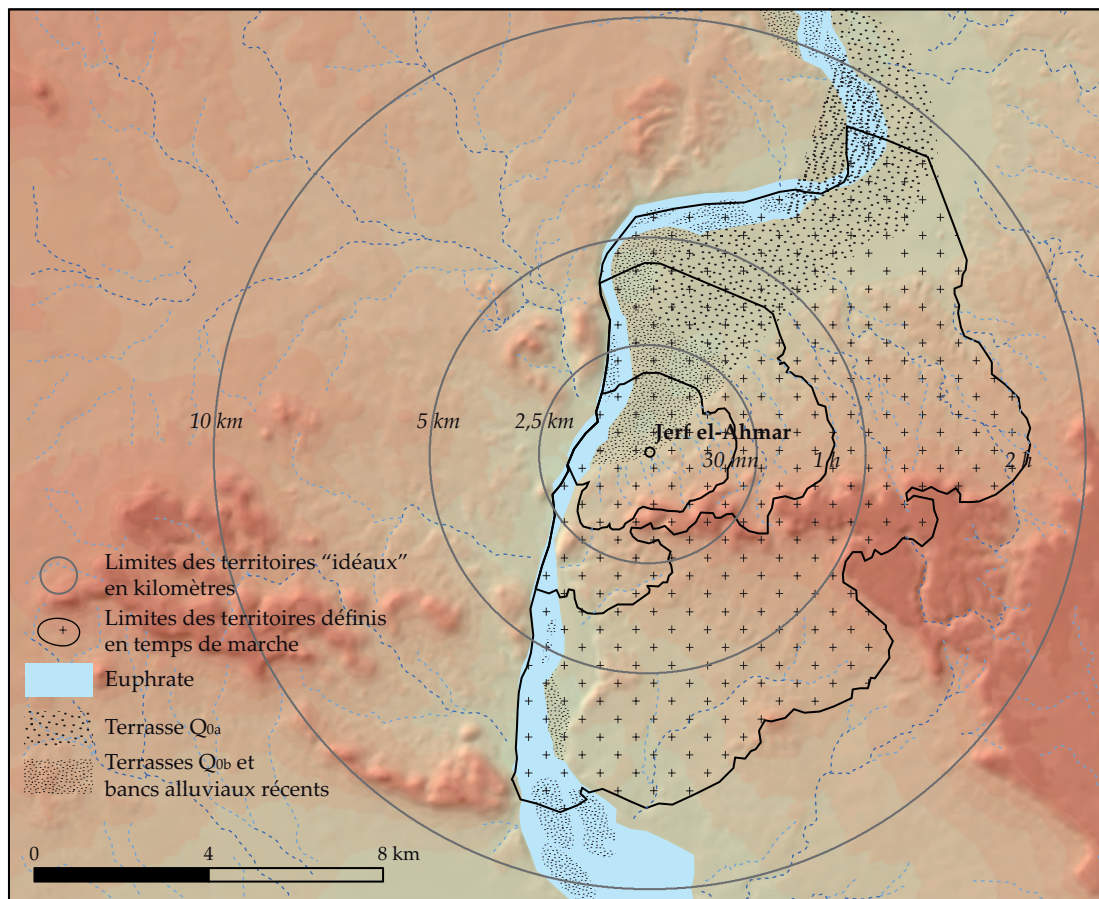 10 km
5 km
2,5 km
Jerf el-Ahmar
30 mn
1 h
2 h
Limites des territoires “idéaux”
en kilomètres
Limites des territoires définis
en temps de marche
Euphrate
Terrasse Q0a
Terrasses Q0b et
bancs alluviaux récents
0 4 8 km